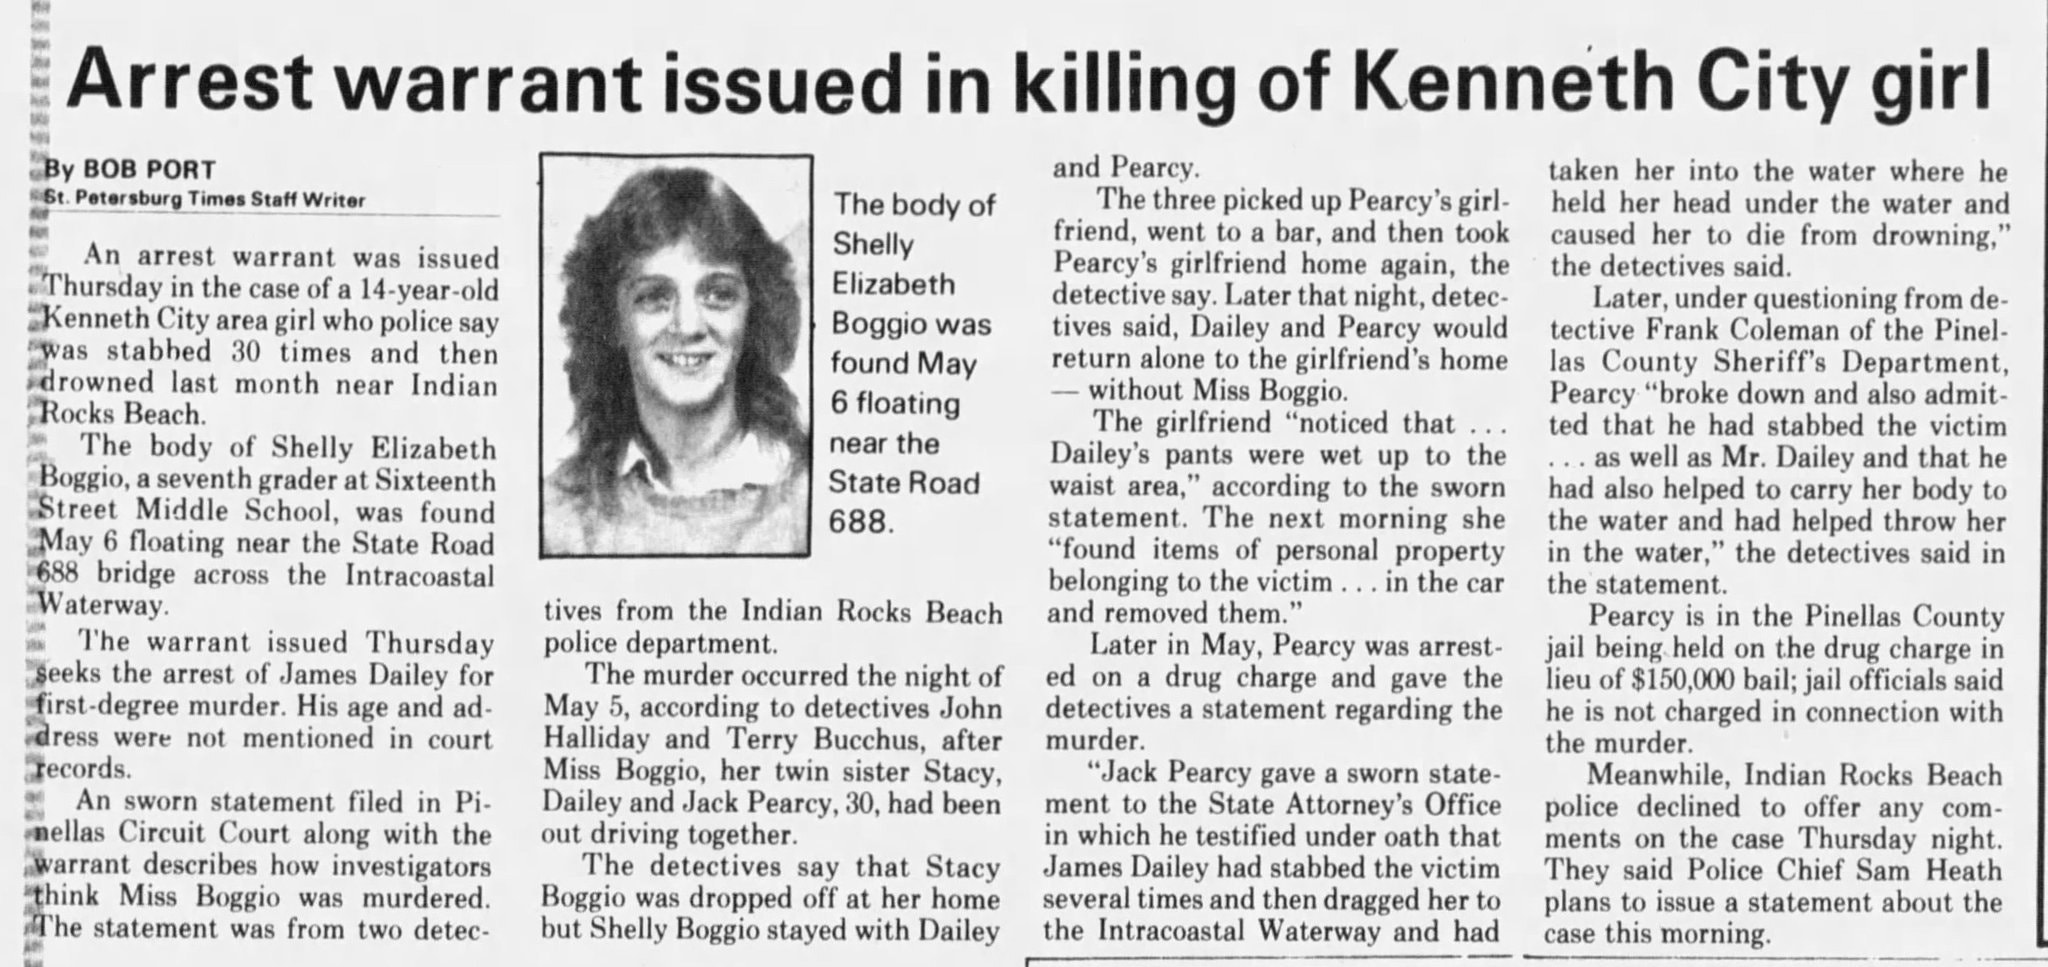 Arrest warrant issued in killing of Kenneth City girl
By BOB PORT
St. Petersburg Times Staff Writer
An arrest warrant was issued
Thursday in the case of a 14-year-old
Kenneth City area girl who police say
was stabbed 30 times and then
drowned last month near Indian
Rocks Beach.
The body of Shelly Elizabeth
Boggio, a seventh grader at Sixteenth
Street Middle School, was found
May 6 floating near the State Road
688 bridge across the Intracoastal
Waterway.
The warrant issued Thursday
seeks the arrest of James Dailey for
first-degree murder. His age and ad-
dress were not mentioned in court
records.
An sworn statement filed in Pi-
nellas Circuit Court along with the
warrant describes how investigators
think Miss Boggio was murdered.
The statement was from two detec-
The body of
Shelly
Elizabeth
Boggio was
found May
6 floating
near the
State Road
688.
tives from the Indian Rocks Beach
police department.
The murder occurred the night of
May 5, according to detectives John
Halliday and Terry Bucchus, after
Miss Boggio, her twin sister Stacy,
Dailey and Jack Pearcy, 30, had been
out driving together.
The detectives say that Stacy
Boggio was dropped off at her home
but Shelly Boggio stayed with Dailey
and Pearcy.
The three picked up Pearcy's girl-
friend, went to a bar, and then took
Pearcy's girlfriend home again, the
detective say. Later that night, detec-
tives said, Dailey and Pearcy would
return alone to the girlfriend's home
— without Miss Boggio.
The girlfriend "noticed that ...
Dailey's pants were wet up to the
waist area," according to the sworn
statement. The next morning she
"found items of personal property
belonging to the victim ... in the car
and removed them."
Later in May, Pearcy was arrest-
ed on a drug charge and gave the
detectives a statement regarding the
murder.
"Jack Pearcy gave a sworn state-
ment to the State Attorney's Office
in which he testified under oath that
James Dailey had stabbed the victim
several times and then dragged her to
the Intracoastal Waterway and had
taken her into the water where he
held her head under the water and
caused her to die from drowning,"
the detectives said.
Later, under questioning from de-
tective Frank Coleman of the Pinel-
las County Sheriff's Department,
Pearcy "broke down and also admit-
ted that he had stabbed the victim
... as well as Mr. Dailey and that he
had also helped to carry her body to
the water and had helped throw her
in the water," the detectives said in
the statement.
Pearcy is in the Pinellas County
jail being held on the drug charge in
lieu of $150,000 bail; jail officials said
he is not charged in connection with
the murder.
Meanwhile, Indian Rocks Beach
police declined to offer any com-
ments on the case Thursday night.
They said Police Chief Sam Heath
plans to issue a statement about the
case this morning.